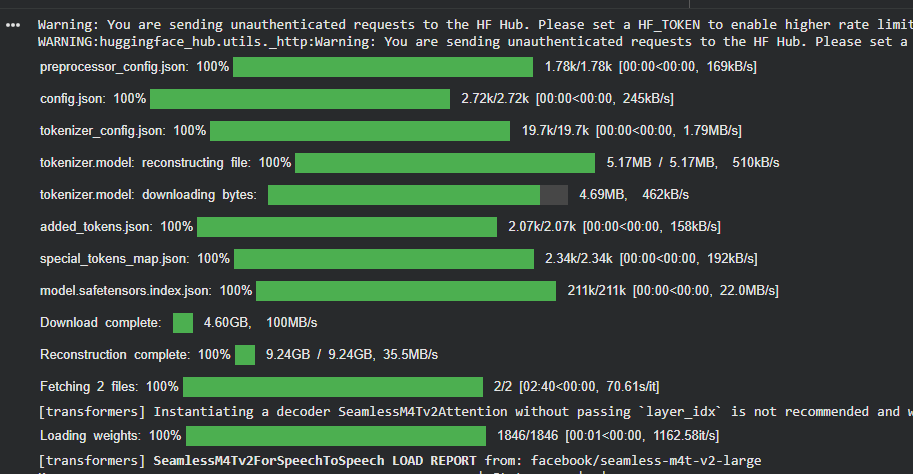 Warning: You are sending unauthenticated requests to the HF Hub. Please set a HF_TOKEN to enable higher rate limit
WARNING:huggingface_hub.utils._http:Warning: You are sending unauthenticated requests to the HF Hub. Please set a
preprocessor_config.json: 100% 1.78k/1.78k [00:00<00:00, 169kB/s]
config.json: 100% 2.72k/2.72k [00:00<00:00, 245kB/s]
tokenizer_config.json: 100% 19.7k/19.7k [00:00<00:00, 1.79MB/s]
tokenizer.model: reconstructing file: 100% 5.17MB / 5.17MB, 510kB/s
tokenizer.model: downloading bytes: 4.69MB, 462kB/s
added_tokens.json: 100% 2.07k/2.07k [00:00<00:00, 158kB/s]
special_tokens_map.json: 100% 2.34k/2.34k [00:00<00:00, 192kB/s]
model.safetensors.index.json: 100% 211k/211k [00:00<00:00, 22.0MB/s]
Download complete: 4.60GB, 100MB/s
Reconstruction complete: 100% 9.24GB / 9.24GB, 35.5MB/s
Fetching 2 files: 100% 2/2 [02:40<00:00, 70.61s/it]
[transformers] Instantiating a decoder SeamlessM4Tv2Attention without passing `layer_idx` is not recommended and w
Loading weights: 100% 1846/1846 [00:01<00:00, 1162.58it/s]
[transformers] SeamlessM4Tv2ForSpeechToSpeech LOAD REPORT from: facebook/seamless-m4t-v2-large